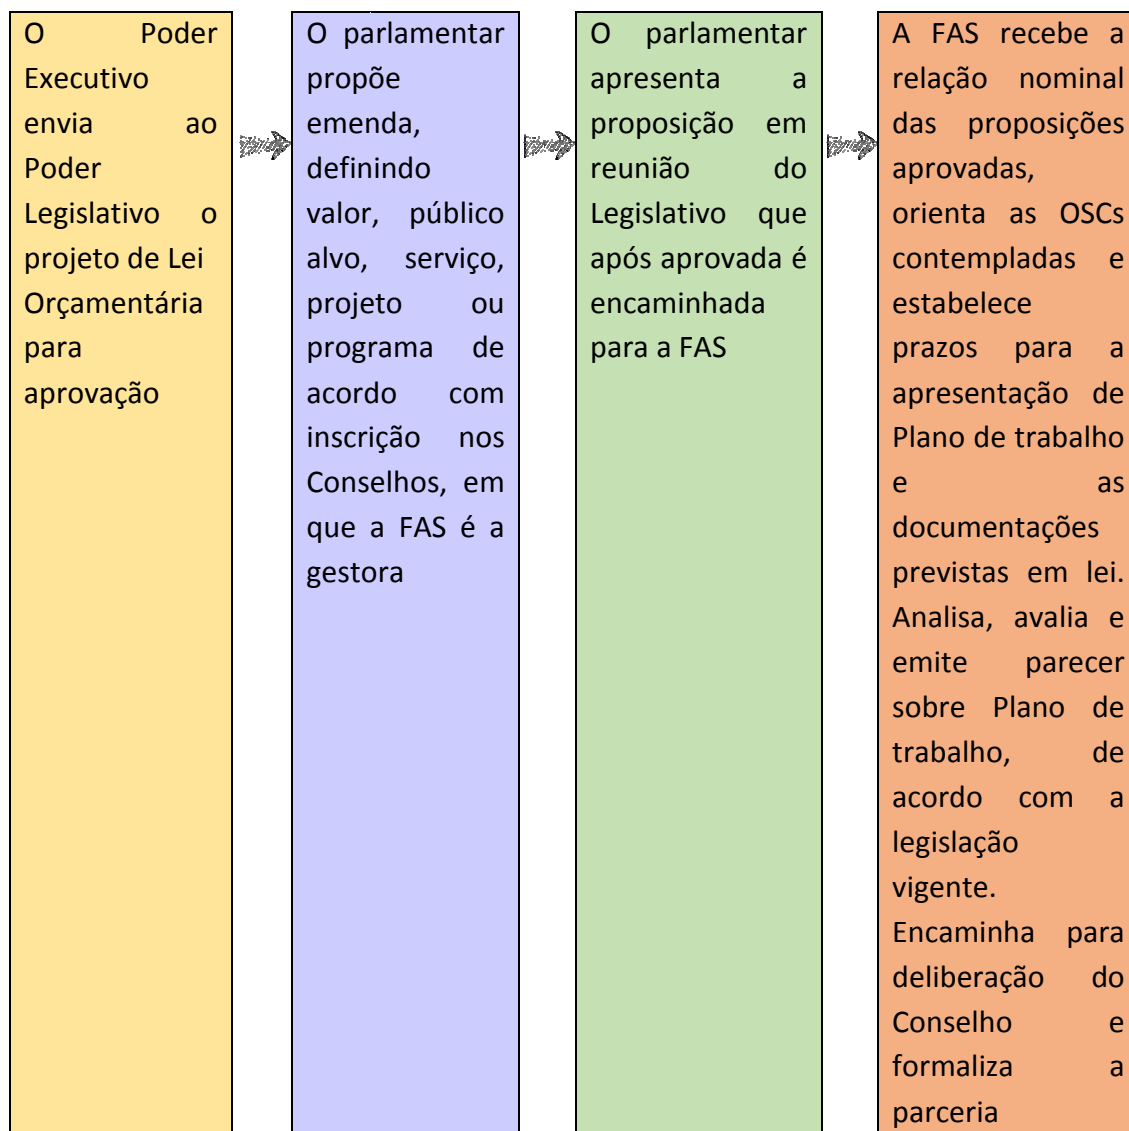 O Poder
Executivo
envia ao
Poder
Legislativo o
projeto de Lei
Orçamentária
para
aprovação
O parlamentar
propõe
emenda,
definindo
valor, público
alvo, serviço,
projeto ou
programa de
acordo com
inscrição nos
Conselhos, em
que a FAS é a
gestora
O parlamentar
apresenta a
proposição em
reunião do
Legislativo que
após aprovada é
encaminhada
para a FAS
A FAS recebe a
relação nominal
das proposições
aprovadas,
orienta as OSCs
contempladas e
estabelece
prazos para a
apresentação de
Plano de trabalho
e as
documentações
previstas em lei.
Analisa, avalia e
emite parecer
sobre Plano de
trabalho, de
acordo com a
legislação
vigente.
Encaminha para
deliberação do
Conselho e
formaliza a
parceria